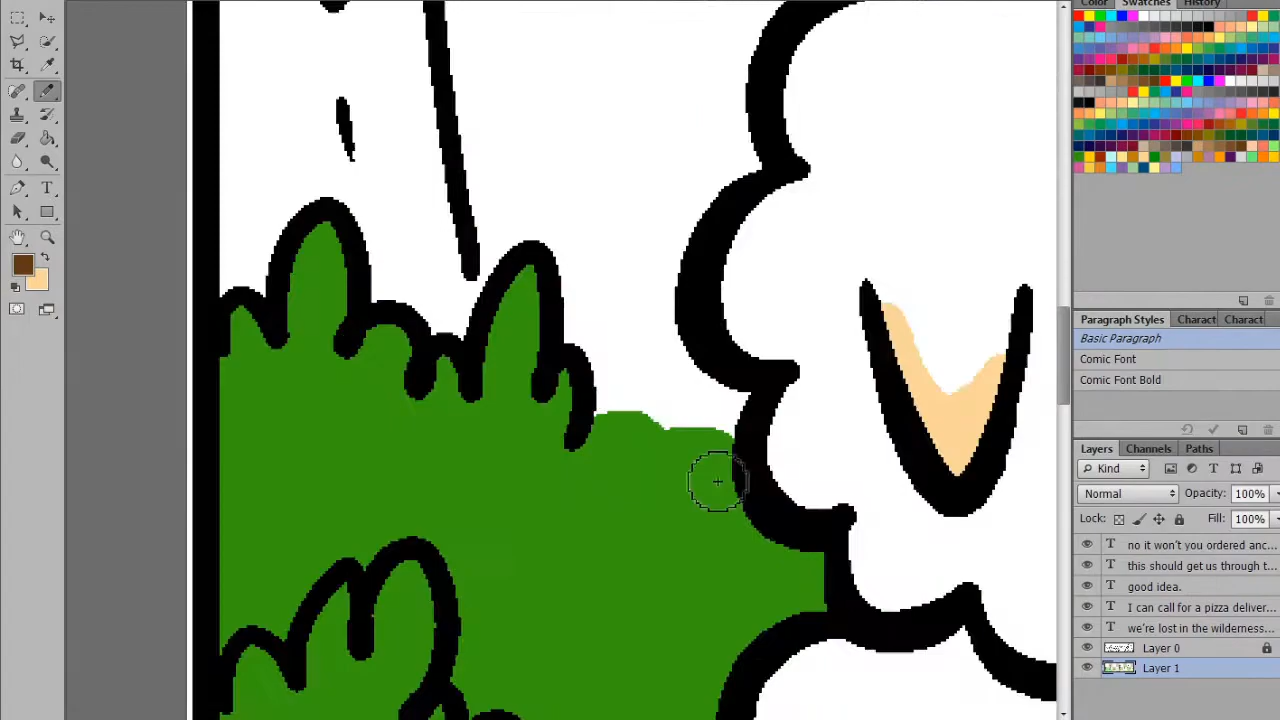 Color Swatches History
Paragraph Styles Charact Charact
Basic Paragraph
Comic Font
Comic Font Bold
Layers Channels Paths
Kind
Normal Opacity: 100%
Lock: Fill: 100%
T no it won't you ordered anc...
T this should get us through t...
T good idea.
T I can call for a pizza deliver...
T we're lost in the wilderness...
Layer 0
Layer 1